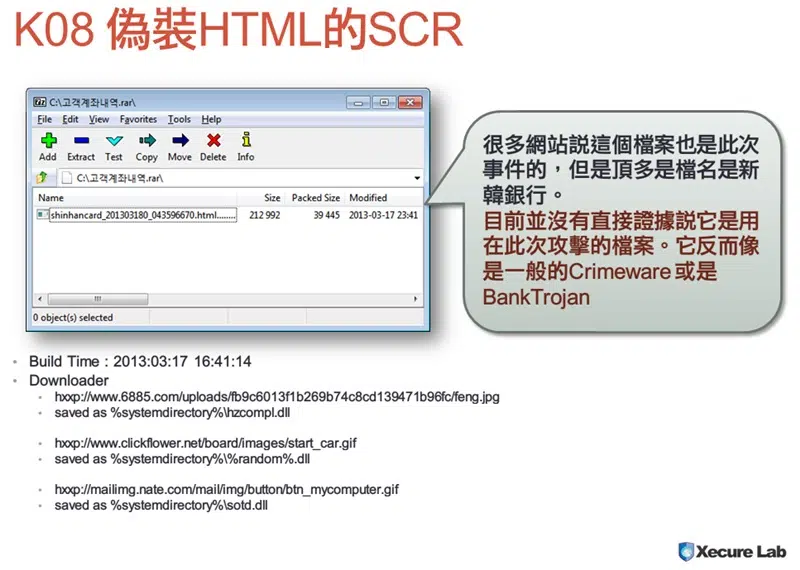 K08 偽裝HTML的SCR
C:\고객계좌내역.rar\
File Edit View Favorites Tools Help
Add Extract Test Copy Move Delete Info
C:\고객계좌내역.rar\
Name Size Packed Size Modified
shinhancard_201303180_043596670.html........ 212 992 39 445 2013-03-17 23:41
0 object(s) selected
很多網站說這個檔案也是此次
事件的，但是頂多是檔名是新
韓銀行。
目前並沒有直接證據說它是用
在此次攻擊的檔案。它反而像
是一般的Crimeware 或是
BankTrojan
• Build Time : 2013:03:17 16:41:14
• Downloader
• hxxp://www.6885.com/uploads/fb9c6013f1b269b74c8cd139471b96fc/feng.jpg
• saved as %systemdirectory%\hzcompl.dll
• hxxp://www.clickflower.net/board/images/start_car.gif
• saved as %systemdirectory%\%random%.dll
• hxxp://mailimg.nate.com/mail/img/button/btn_mycomputer.gif
• saved as %systemdirectory%\sotd.dll
Xecure Lab